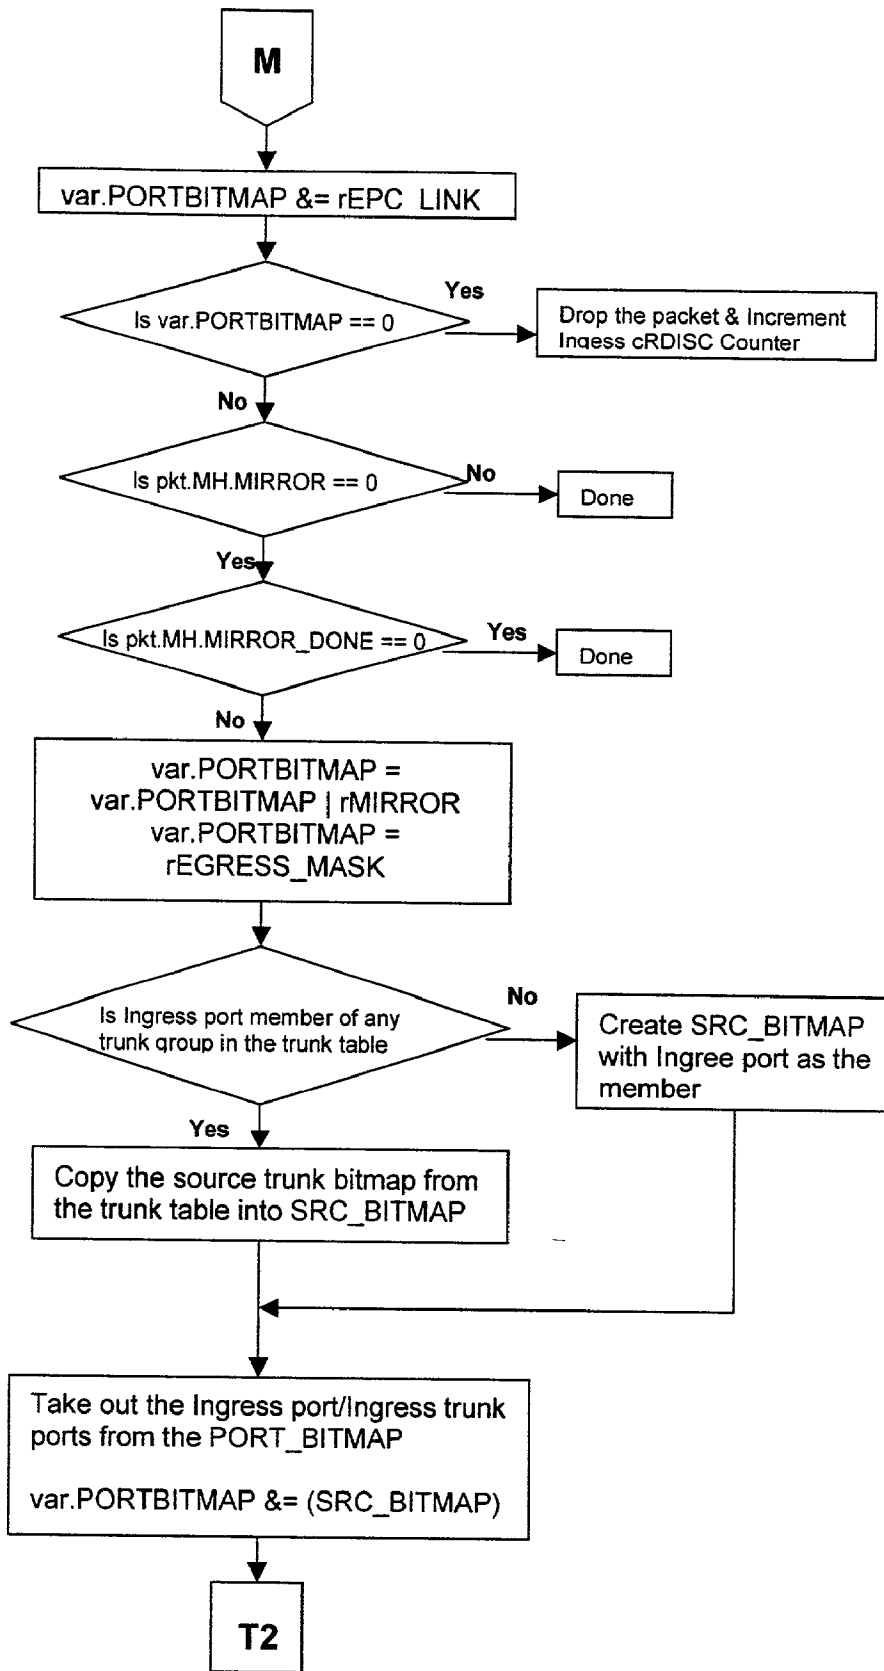 M
var.PORTBITMAP &= rEPC_LINK
Is var.PORTBITMAP == 0
Yes
Drop the packet & Increment
Ingess cRDISC Counter
No
Is pkt.MH.MIRROR == 0
No
Done
Yes
Is pkt.MH.MIRROR_DONE == 0
Yes
Done
No
var.PORTBITMAP =
var.PORTBITMAP | rMIRROR
var.PORTBITMAP =
rEGRESS_MASK
Is Ingress port member of any
trunk group in the trunk table
No
Create SRC_BITMAP
with Ingree port as the
member
Yes
Copy the source trunk bitmap from
the trunk table into SRC_BITMAP
Take out the Ingress port/Ingress trunk
ports from the PORT_BITMAP
var.PORTBITMAP &= (SRC_BITMAP)
T2